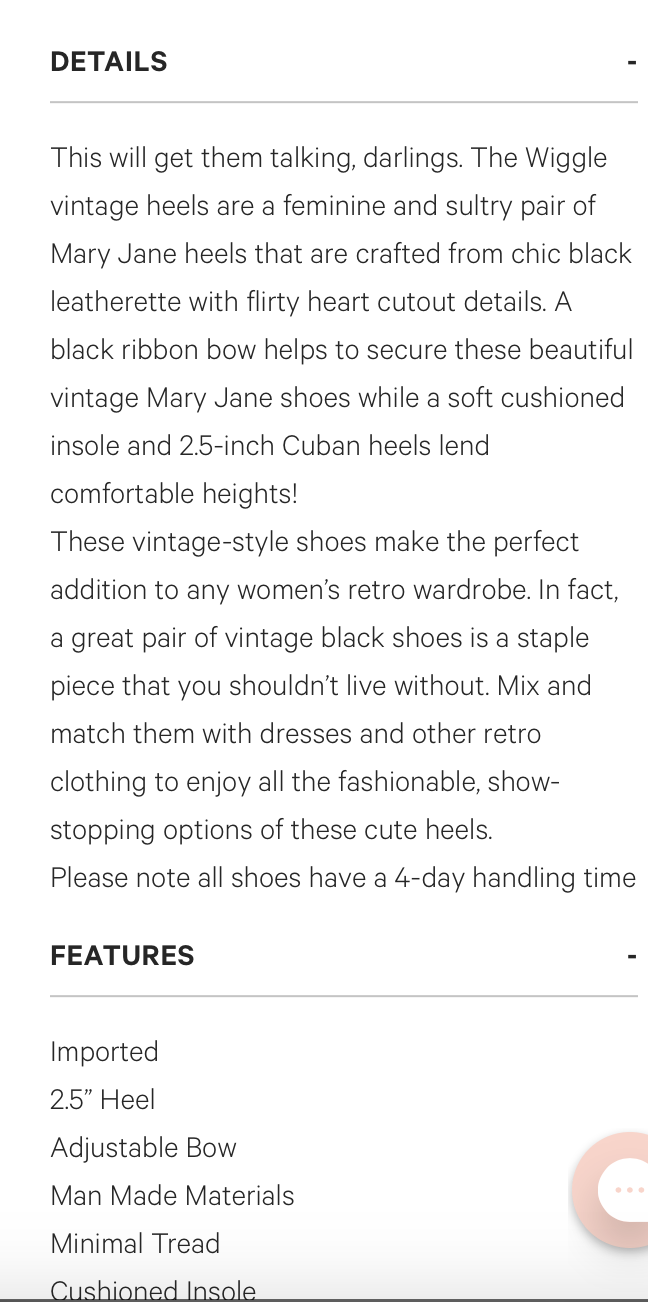 DETAILS -
This will get them talking, darlings. The Wiggle
vintage heels are a feminine and sultry pair of
Mary Jane heels that are crafted from chic black
leatherette with flirty heart cutout details. A
black ribbon bow helps to secure these beautiful
vintage Mary Jane shoes while a soft cushioned
insole and 2.5-inch Cuban heels lend
comfortable heights!
These vintage-style shoes make the perfect
addition to any women’s retro wardrobe. In fact,
a great pair of vintage black shoes is a staple
piece that you shouldn’t live without. Mix and
match them with dresses and other retro
clothing to enjoy all the fashionable, show-
stopping options of these cute heels.
Please note all shoes have a 4-day handling time
FEATURES -
Imported
2.5” Heel
Adjustable Bow
Man Made Materials
Minimal Tread
Cushioned Insole